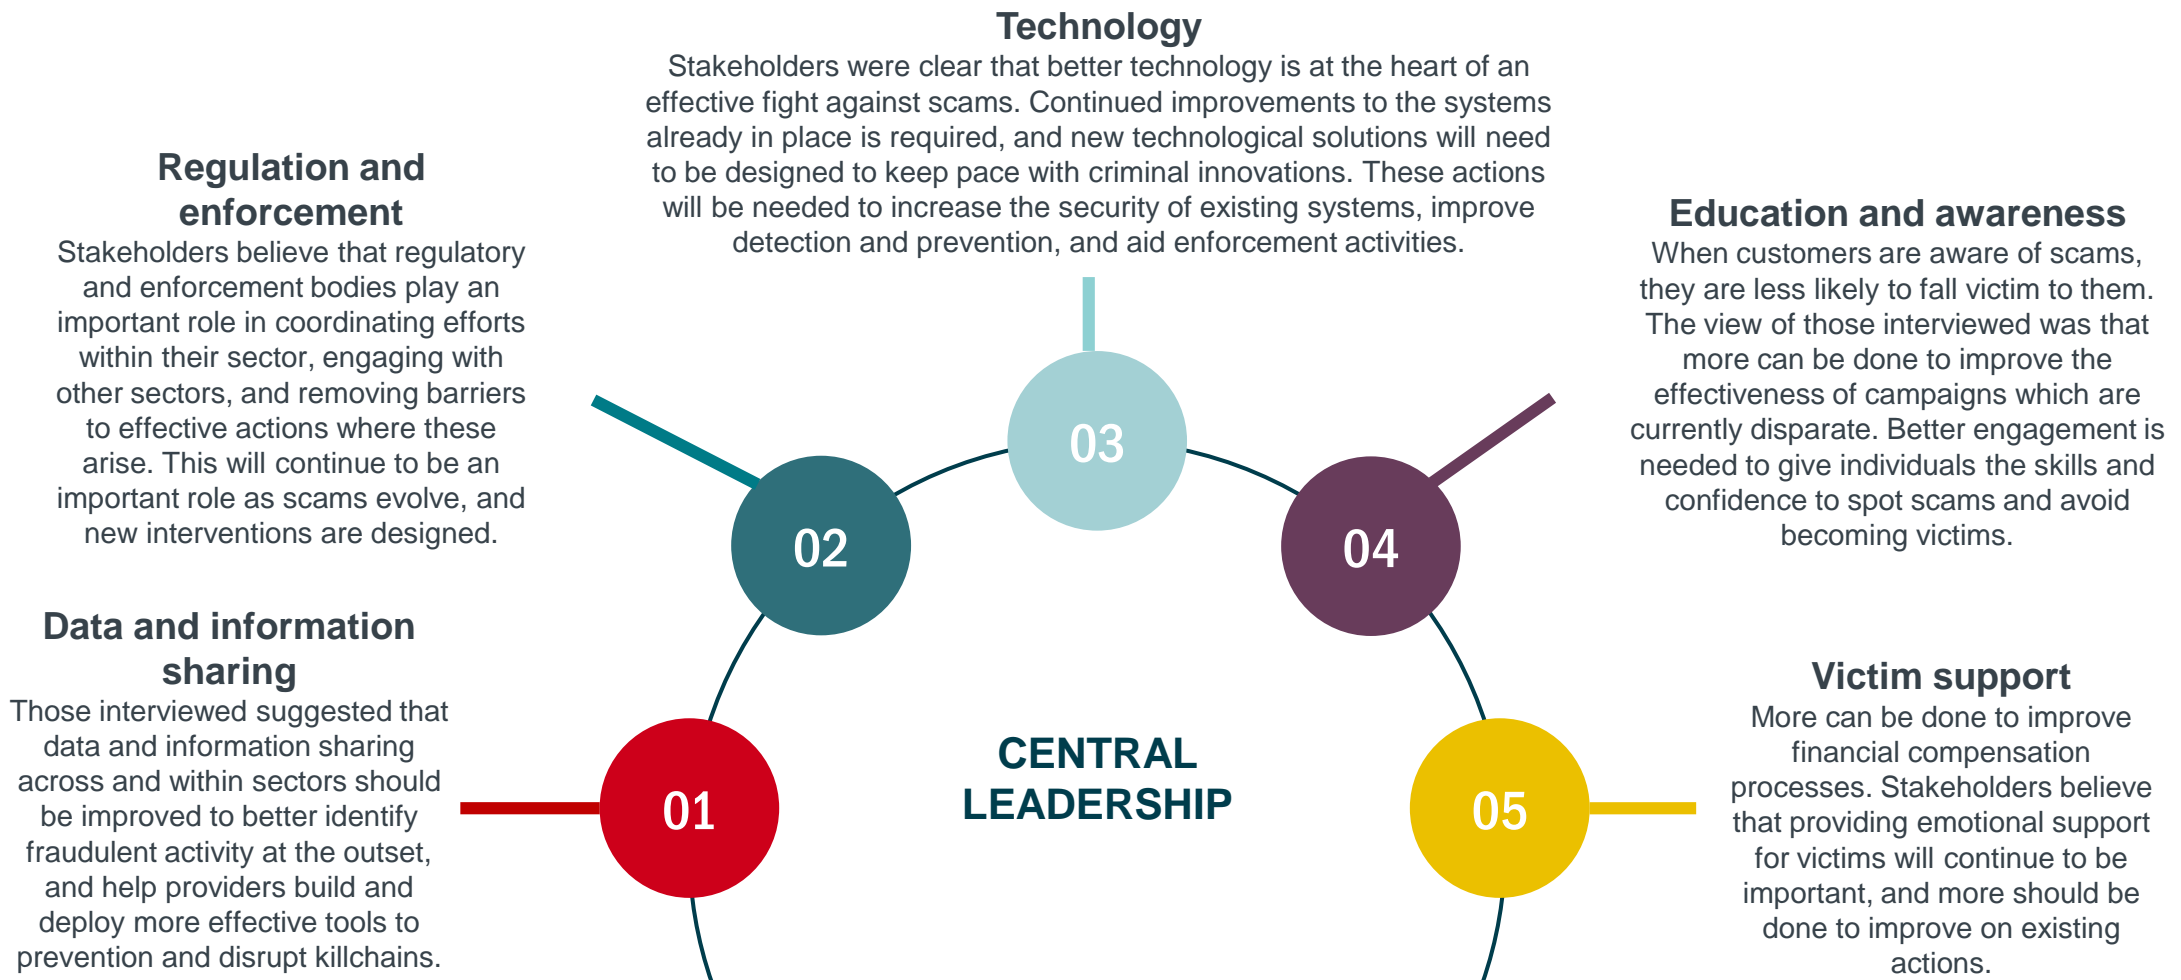 Technology
Stakeholders were clear that better technology is at the heart of an
effective fight against scams. Continued improvements to the systems
already in place is required, and new technological solutions will need
to be designed to keep pace with criminal innovations. These actions
will be needed to increase the security of existing systems, improve
detection and prevention, and aid enforcement activities.
Regulation and
enforcement
Stakeholders believe that regulatory
and enforcement bodies play an
important role in coordinating efforts
within their sector, engaging with
other sectors, and removing barriers
to effective actions where these
arise. This will continue to be an
important role as scams evolve, and
new interventions are designed.
Education and awareness
When customers are aware of scams,
they are less likely to fall victim to them.
The view of those interviewed was that
more can be done to improve the
effectiveness of campaigns which are
currently disparate. Better engagement is
needed to give individuals the skills and
confidence to spot scams and avoid
becoming victims.
03
02
04
Data and information
sharing
Those interviewed suggested that
data and information sharing
across and within sectors should
be improved to better identify
fraudulent activity at the outset,
and help providers build and
deploy more effective tools to
prevention and disrupt killchains.
01
CENTRAL
LEADERSHIP
05
Victim support
More can be done to improve
financial compensation
processes. Stakeholders believe
that providing emotional support
for victims will continue to be
important, and more should be
done to improve on existing
actions.